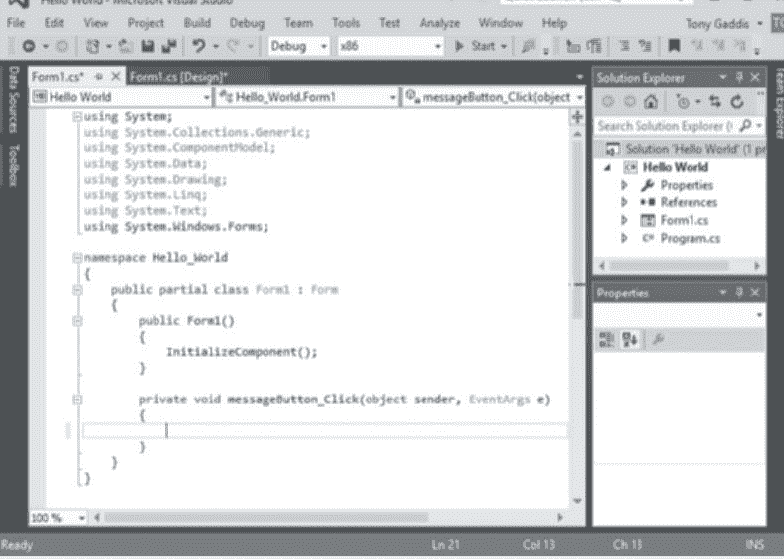 Hello World - Microsoft Visual Studio
File Edit View Project Build Debug Team Tools Test Analyze Window Help
Tony Gaddis
Debug x86 Start
Data Sources
Toolbox
Form1.cs*
Form1.cs [Design]*
Hello World
Hello_World.Form1
messageButton_Click(object
using System;
using System.Collections.Generic;
using System.ComponentModel;
using System.Data;
using System.Drawing;
using System.Linq;
using System.Text;
using System.Windows.Forms;
namespace Hello_World
{
public partial class Form1 : Form
{
public Form1()
{
InitializeComponent();
}
private void messageButton_Click(object sender, EventArgs e)
{
}
}
}
100 %
Solution Explorer
Search Solution Explorer (
Solution 'Hello World' (1 pr
Hello World
Properties
References
Form1.cs
C# Program.cs
Properties
Team Explorer
Ready
Ln 21
Col 13
Ch 13
INS